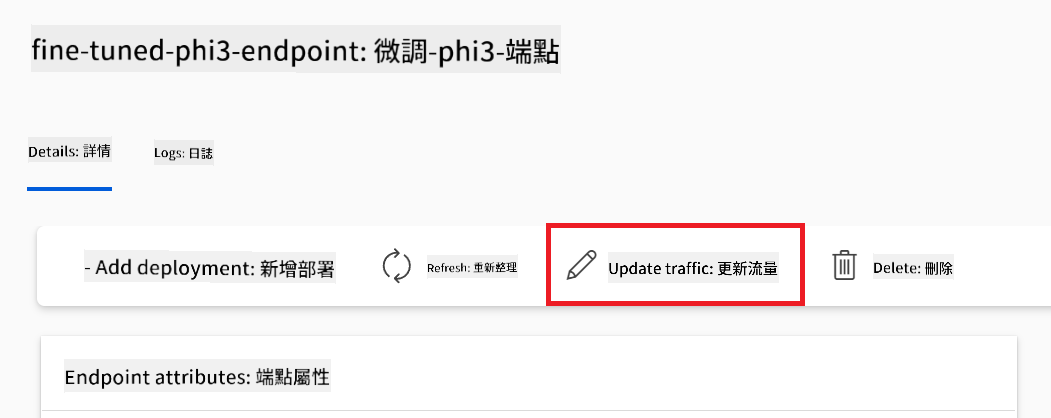 fine-tuned-phi3-endpoint: 微調-phi3-端點
Details: 詳情
Logs: 日誌
- Add deployment: 新增部署
Refresh: 重新整理
Update traffic: 更新流量
Delete: 刪除
Endpoint attributes: 端點屬性